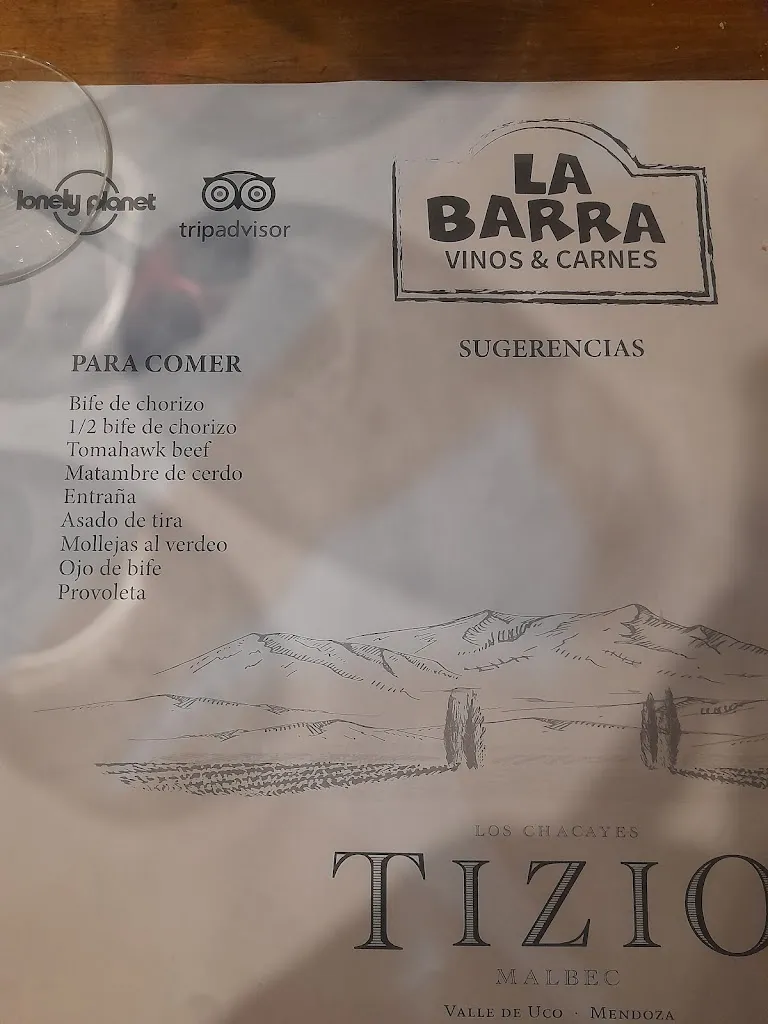 lonely planet
tripadvisor
LA
BARRA
VINOS & CARNES
PARA COMER
Bife de chorizo
1/2 bife de chorizo
Tomahawk beef
Matambre de cerdo
Entraña
Asado de tira
Mollejas al verdeo
Ojo de bife
Provoleta
SUGERENCIAS
LOS CHACAYES
TIZIO
MALBEC
VALLE DE UCO · MENDOZA